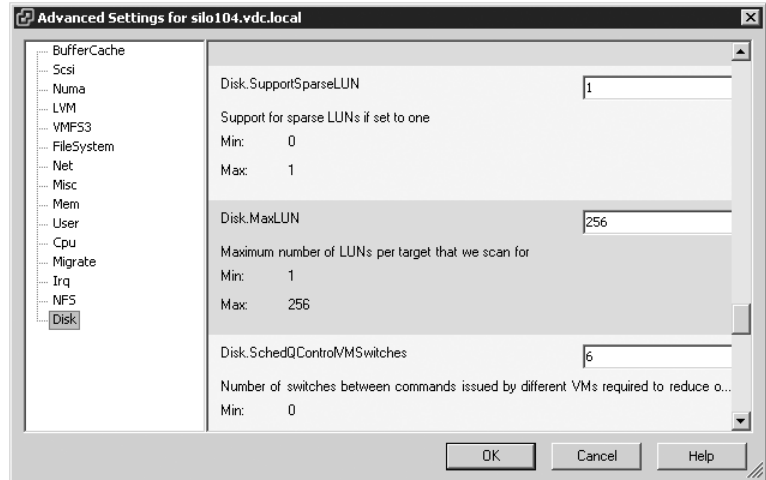 Advanced Settings for silo104.vdc.local
BufferCache
Scsi
Numa
LVM
VMFS3
FileSystem
Net
Misc
Mem
User
Cpu
Migrate
Irq
NFS
Disk
Disk.SupportSparseLUN 1
Support for sparse LUNs if set to one
Min: 0
Max: 1
Disk.MaxLUN 256
Maximum number of LUNs per target that we scan for
Min: 1
Max: 256
Disk.SchedQControlVMSwitches 6
Number of switches between commands issued by different VMs required to reduce o...
Min: 0
OK Cancel Help